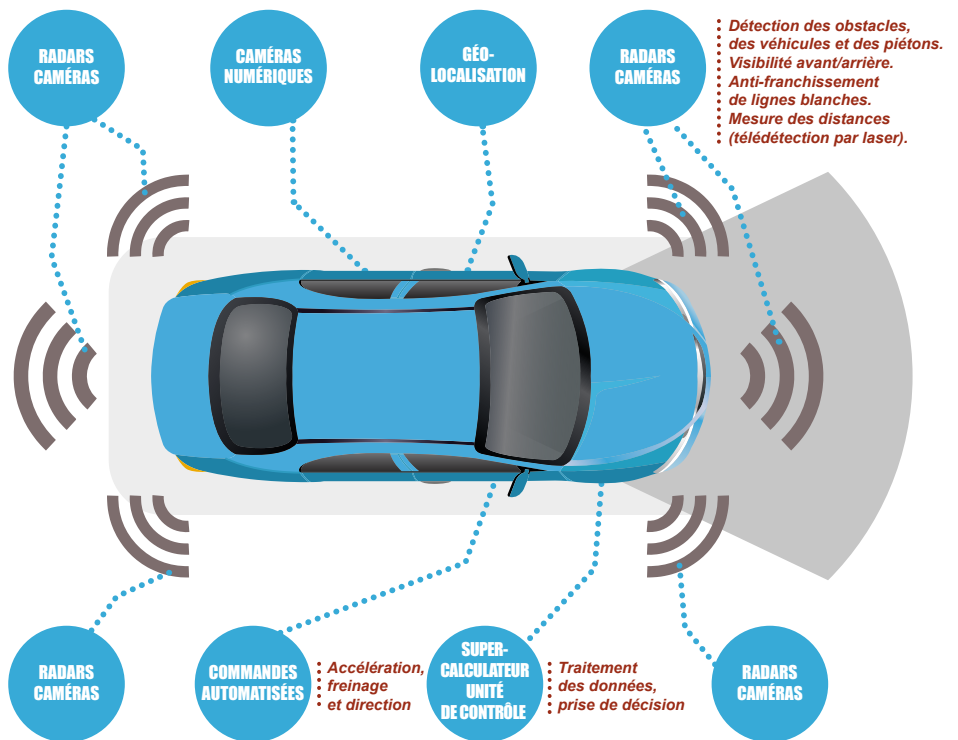 RADARS
CAMÉRAS
CAMÉRAS
NUMÉRIQUES
GÉO-
LOCALISATION
RADARS
CAMÉRAS
Détection des obstacles,
des véhicules et des piétons.
Visibilité avant/arrière.
Anti-franchissement
de lignes blanches.
Mesure des distances
(télédétection par laser).
RADARS
CAMÉRAS
COMMANDES
AUTOMATISÉES
Accélération,
freinage
et direction
SUPER-
CALCULATEUR
UNITÉ
DE CONTRÔLE
Traitement
des données,
prise de décision
RADARS
CAMÉRAS